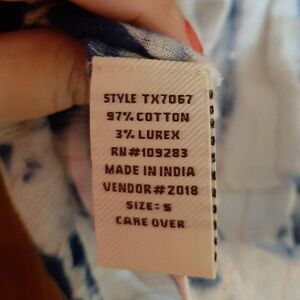 STYLE TX7067
97% COTTON
3% LUREX
RN#109283
MADE IN INDIA
VENDOR#2018
SIZE: S
CARE OVER